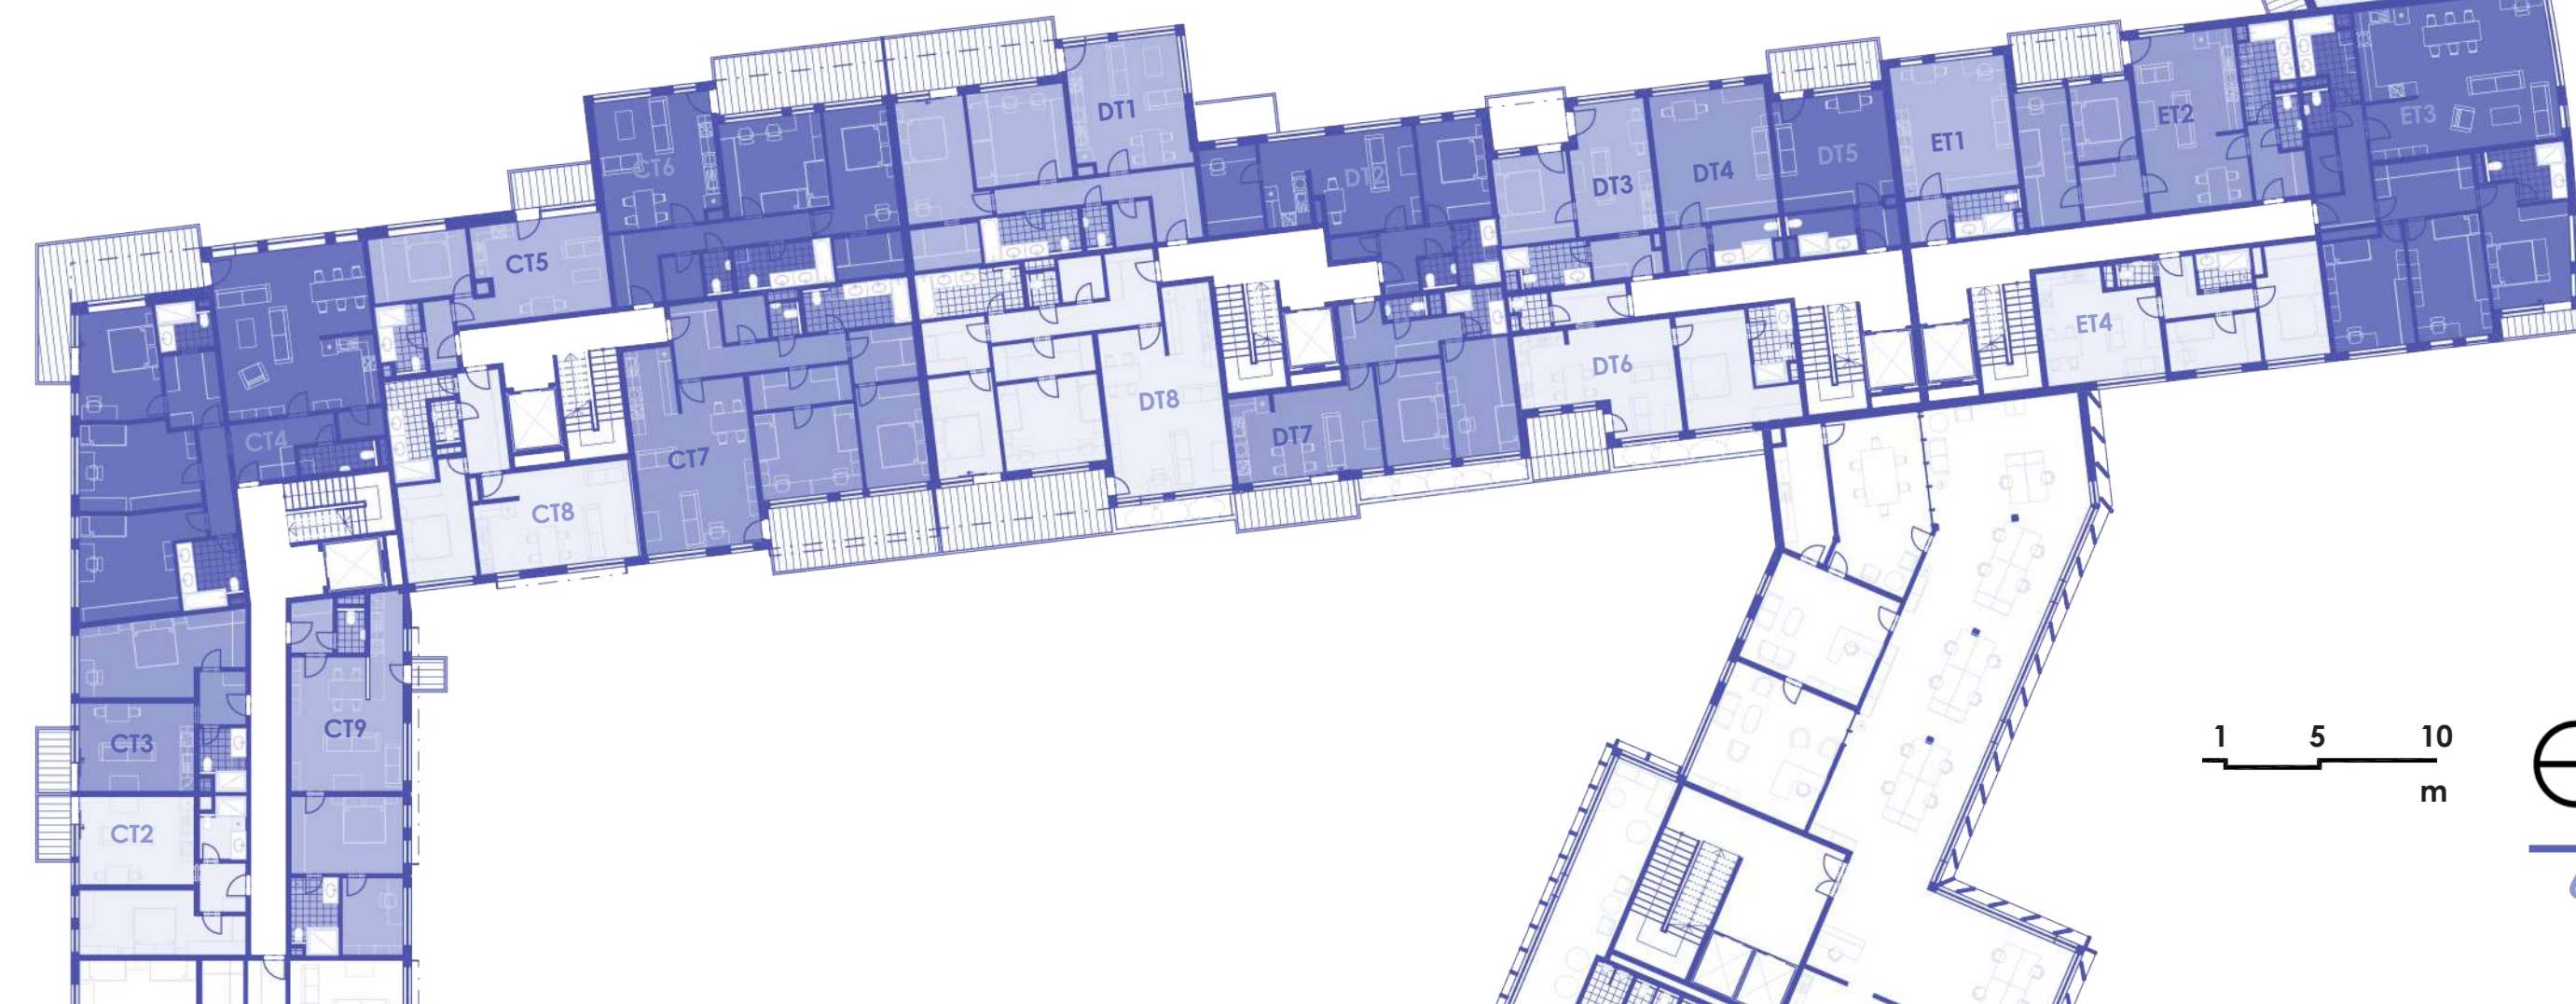 DT1
CT6
DT2
DT3
DT4
DT5
ET1
ET2
ET3
CT5
ET4
CT4
CT7
DT8
DT7
DT6
CT8
CT9
CT3
CT2
1 5 10
m